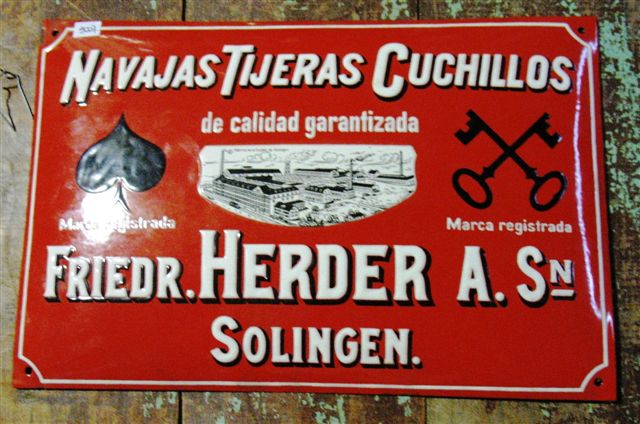 NAVAJAS TIJERAS CUCHILLOS
de calidad garantizada
Marca registrada
Marca registrada
FRIEDR. HERDER A. SN
SOLINGEN.